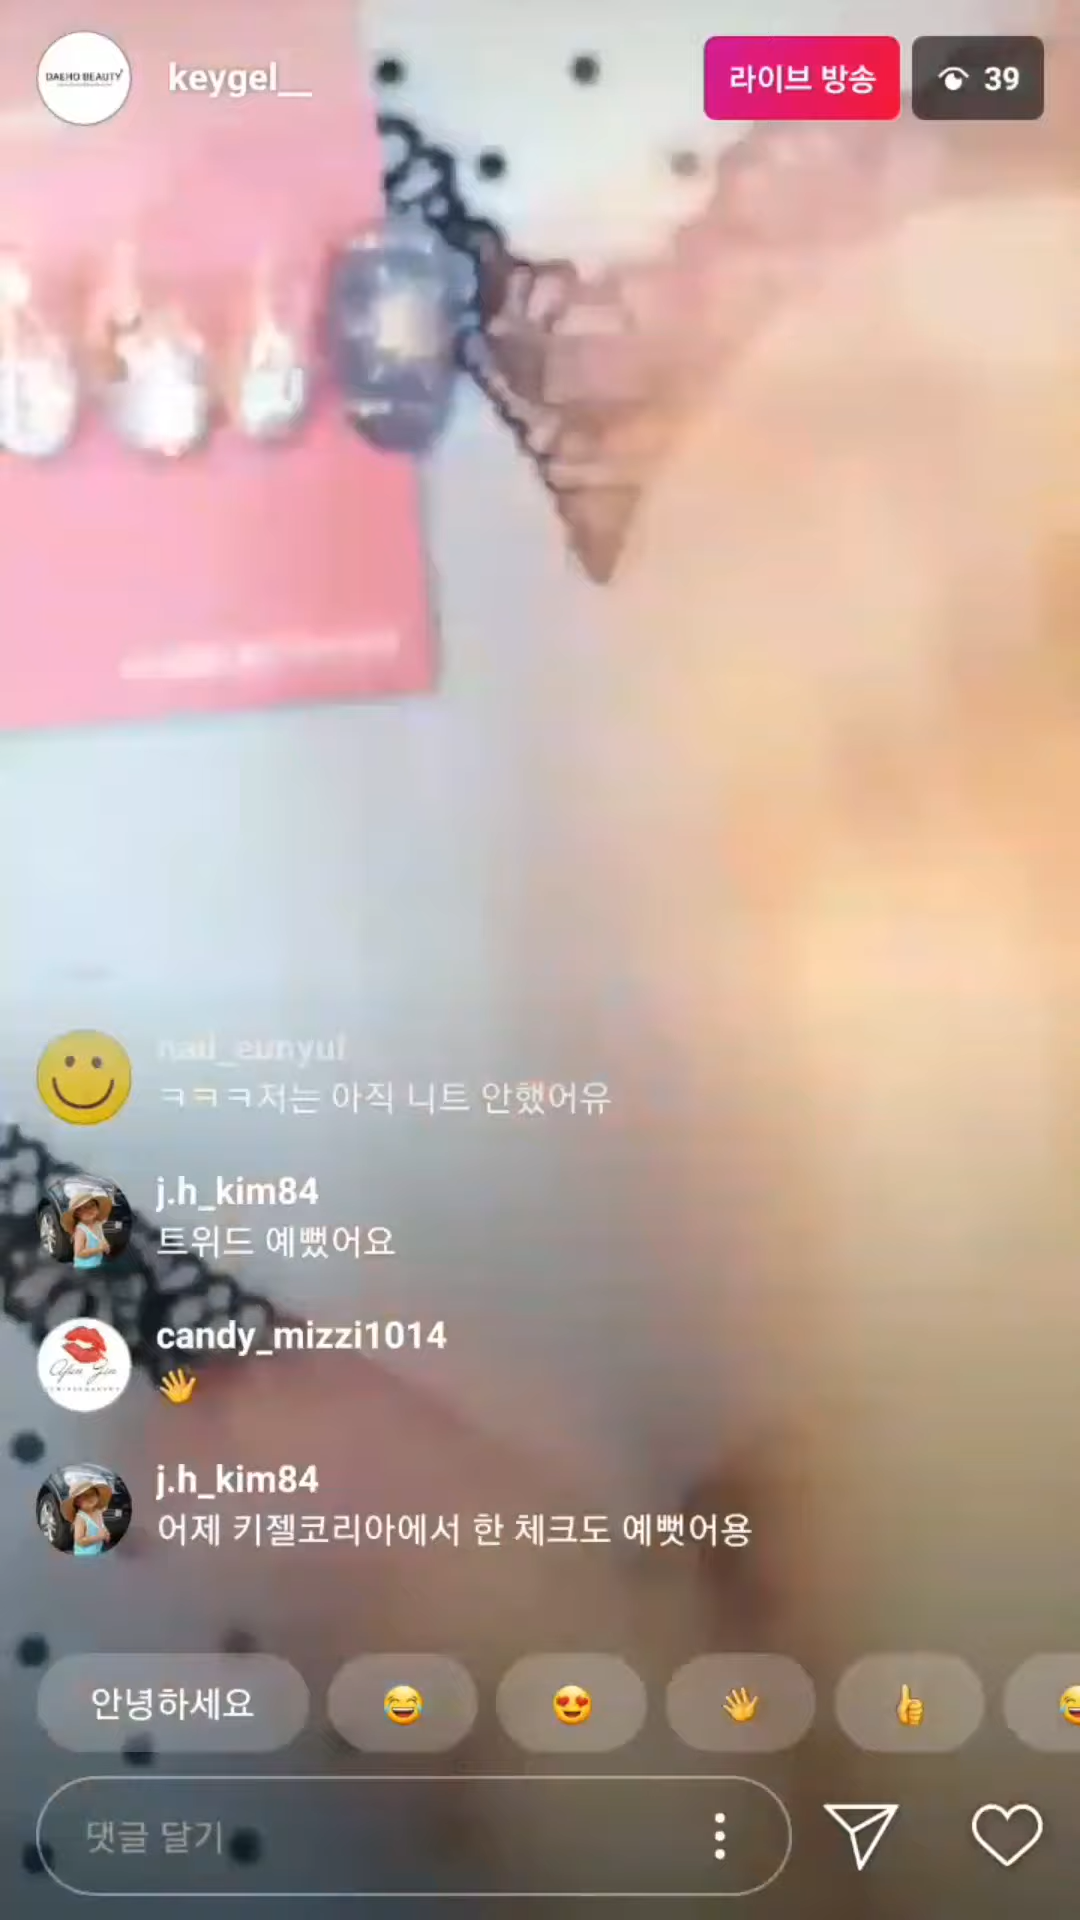 DAEHO BEAUTY
keygel__
라이브 방송
39
nail_eunyul
ㅋㅋㅋ저는 아직 니트 안했어유
j.h_kim84
트위드 예뻤어요
candy_mizzi1014
👋
j.h_kim84
어제 키젤코리아에서 한 체크도 예뻣어용
안녕하세요 😂 😍 👋 👍
댓글 달기